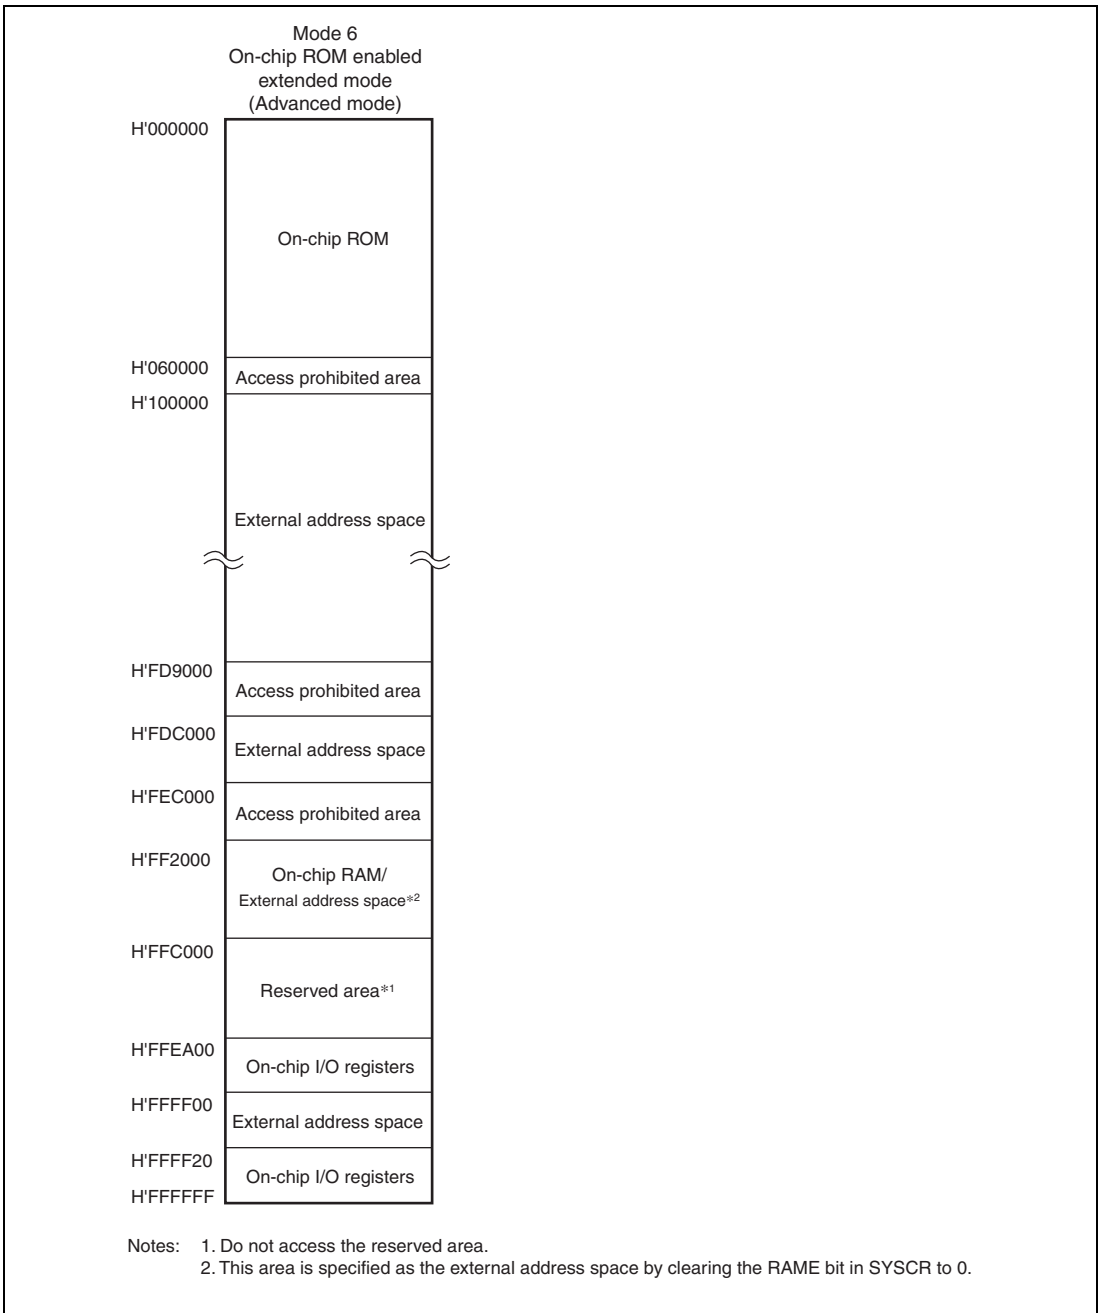 Mode 6
On-chip ROM enabled
extended mode
(Advanced mode)
H'000000
On-chip ROM
H'060000
Access prohibited area
H'100000
External address space
H'FD9000
Access prohibited area
H'FDC000
External address space
H'FEC000
Access prohibited area
H'FF2000
On-chip RAM/
External address space*2
H'FFC000
Reserved area*1
H'FFEA00
On-chip I/O registers
H'FFFF00
External address space
H'FFFF20
On-chip I/O registers
H'FFFFFF
Notes: 1. Do not access the reserved area.
2. This area is specified as the external address space by clearing the RAME bit in SYSCR to 0.